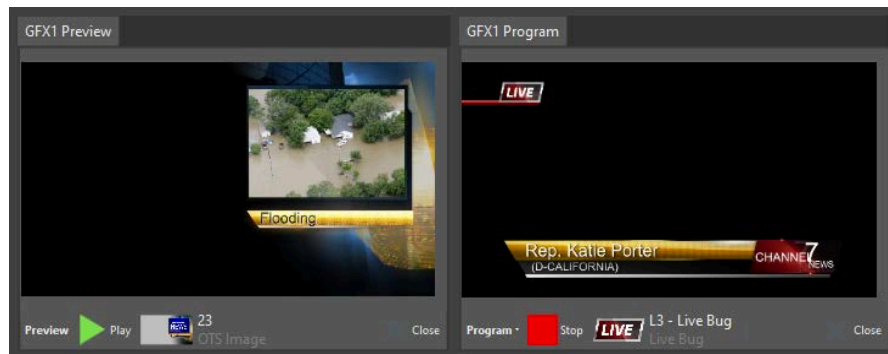 GFX1 Preview
GFX1 Program
Flooding
LIVE
Rep. Katie Porter
(D-CALIFORNIA)
CHANNEL 7
NEWS
Preview
Play
NEWS
23
OTS Image
Close
Program
Stop
LIVE
L3 - Live Bug
Live Bug
Close